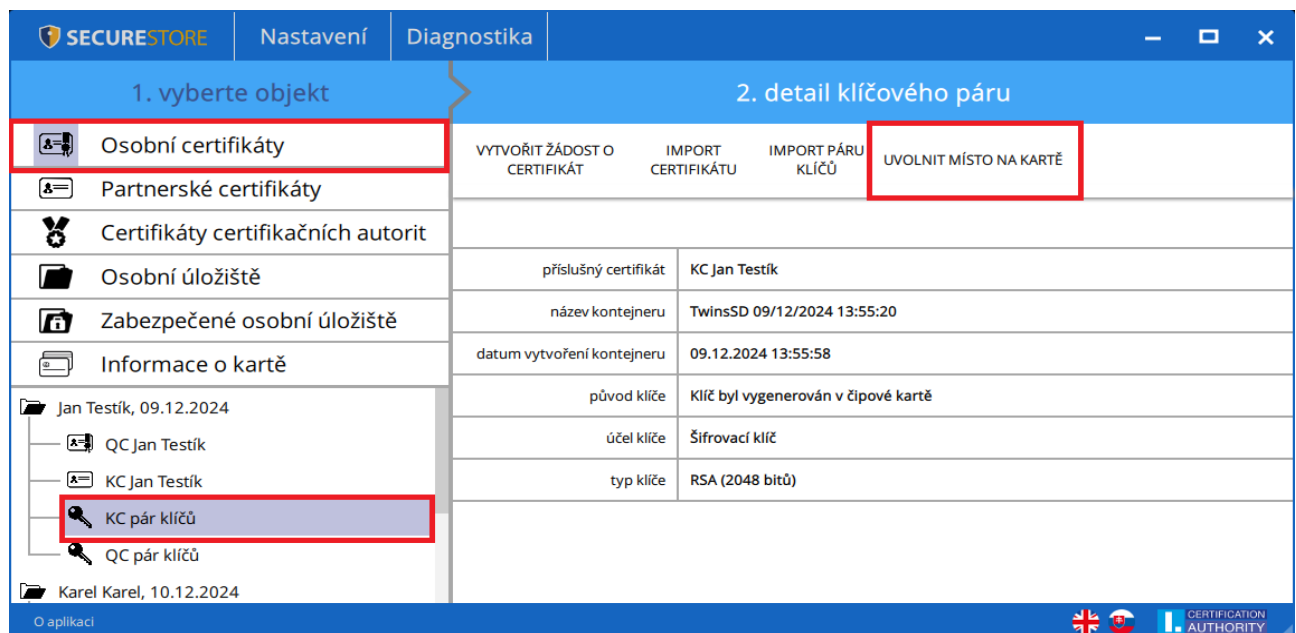 SECURESTORE
Nastavení
Diagnostika
1. vyberte objekt
Osobní certifikáty
Partnerské certifikáty
Certifikáty certifikačních autorit
Osobní úložiště
Zabezpečené osobní úložiště
Informace o kartě
Jan Testík, 09.12.2024
QC Jan Testík
KC Jan Testík
KC pár klíčů
QC pár klíčů
Karel Karel, 10.12.2024
2. detail klíčového páru
VYTVOŘIT ŽÁDOST O
CERTIFIKÁT
IMPORT
CERTIFIKÁTU
IMPORT PÁRU
KLÍČŮ
UVOLNIT MÍSTO NA KARTĚ
příslušný certifikát KC Jan Testík
název kontejneru TwinsSD 09/12/2024 13:55:20
datum vytvoření kontejneru 09.12.2024 13:55:58
původ klíče Klíč byl vygenerován v čipové kartě
účel klíče Šifrovací klíč
typ klíče RSA (2048 bitů)
O aplikaci
I. CERTIFICATION
AUTHORITY